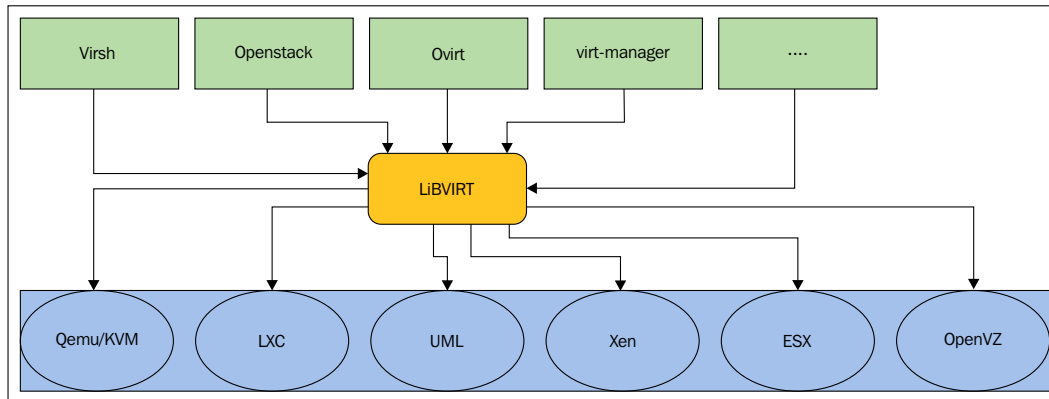 Virsh
Openstack
Ovirt
virt-manager
....
LiBVIRT
Qemu/KVM
LXC
UML
Xen
ESX
OpenVZ